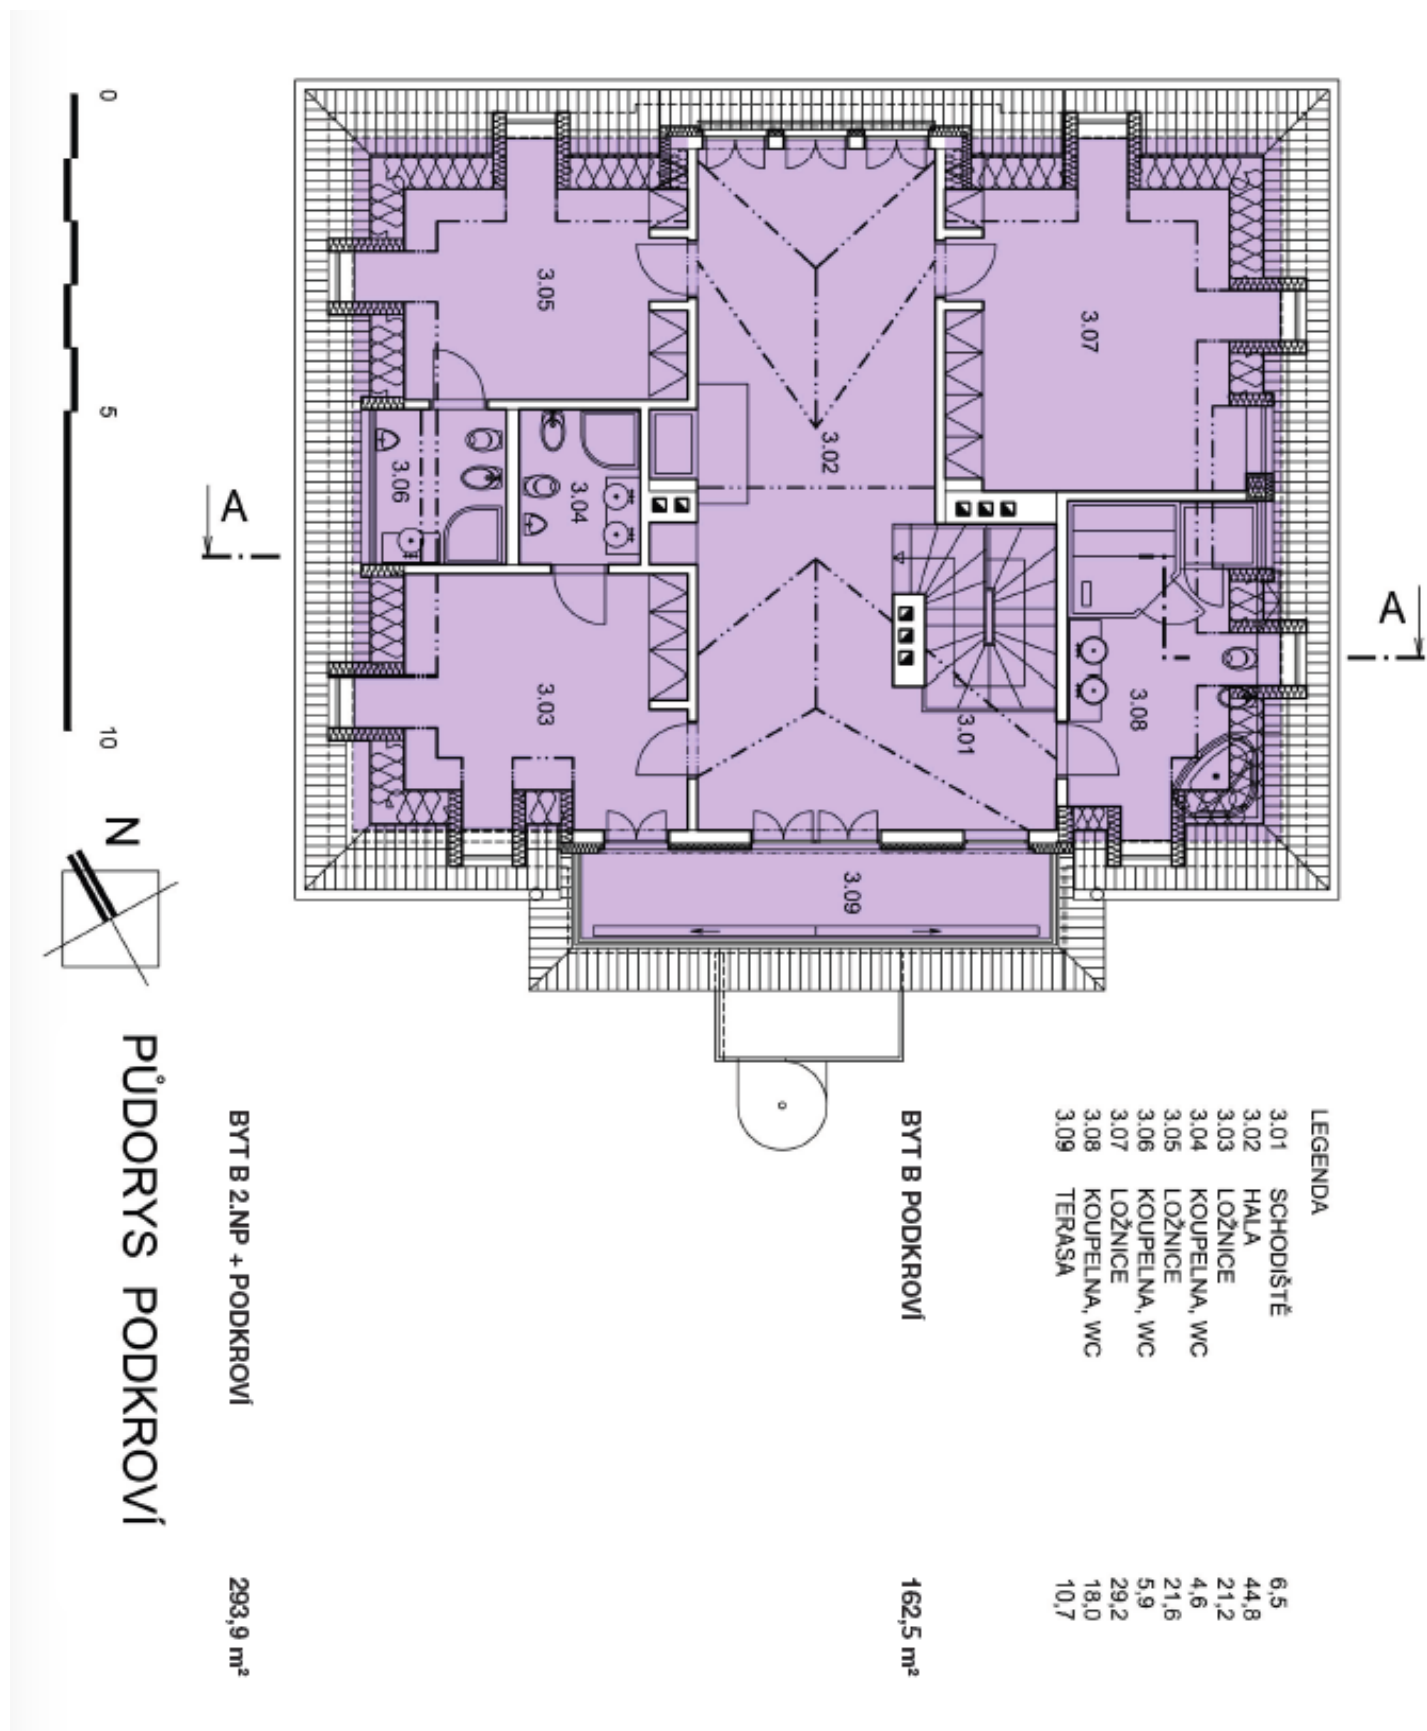 0
5
10
N
A
A
3.05
3.07
3.02
3.06
3.04
3.03
3.01
3.08
3.09
LEGENDA
3.01 SCHODIŠTĚ 6,5
3.02 HALA 44,8
3.03 LOŽNICE 21,2
3.04 KOUPELNA, WC 4,6
3.05 LOŽNICE 21,6
3.06 KOUPELNA, WC 5,9
3.07 LOŽNICE 29,2
3.08 KOUPELNA, WC 18,0
3.09 TERASA 10,7
BYT B PODKROVÍ 162,5 m²
BYT B 2.NP + PODKROVÍ 293,9 m²
PŮDORYS PODKROVÍ